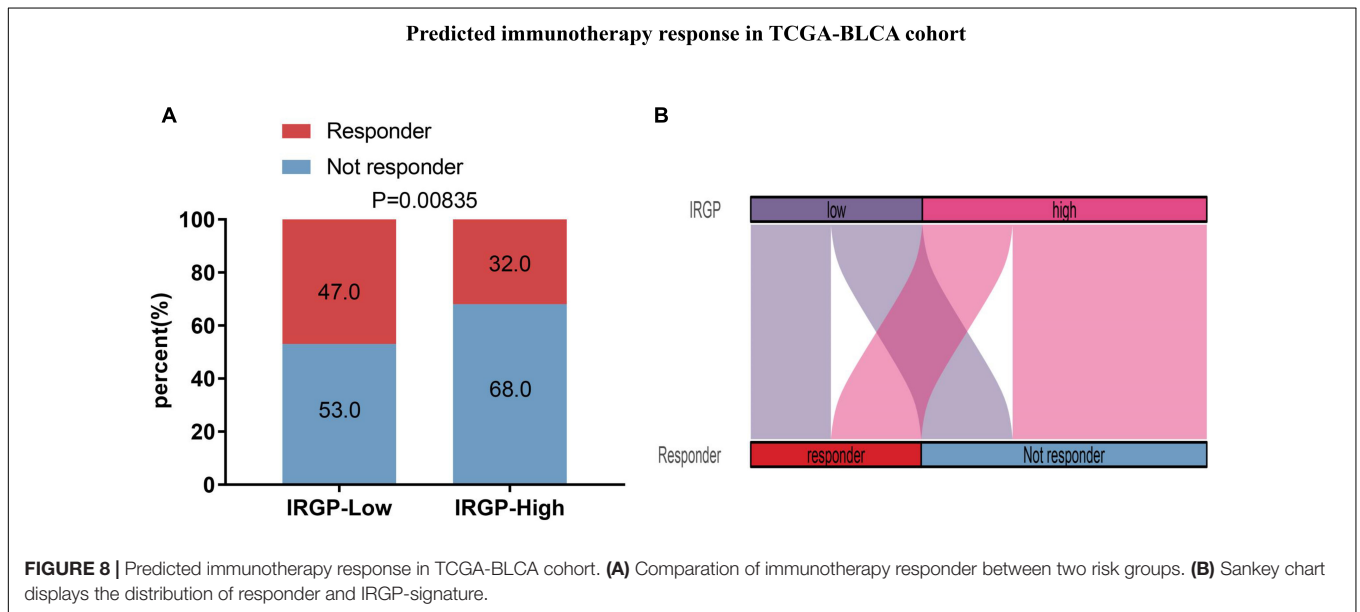 Predicted immunotherapy response in TCGA-BLCA cohort
A
Responder
Not responder
P=0.00835
percent(%)
100
80
60
40
20
0
47.0
53.0
32.0
68.0
IRGP-Low
IRGP-High
B
IRGP
low
high
Responder
responder
Not responder
FIGURE 8 | Predicted immunotherapy response in TCGA-BLCA cohort. (A) Comparation of immunotherapy responder between two risk groups. (B) Sankey chart
displays the distribution of responder and IRGP-signature.